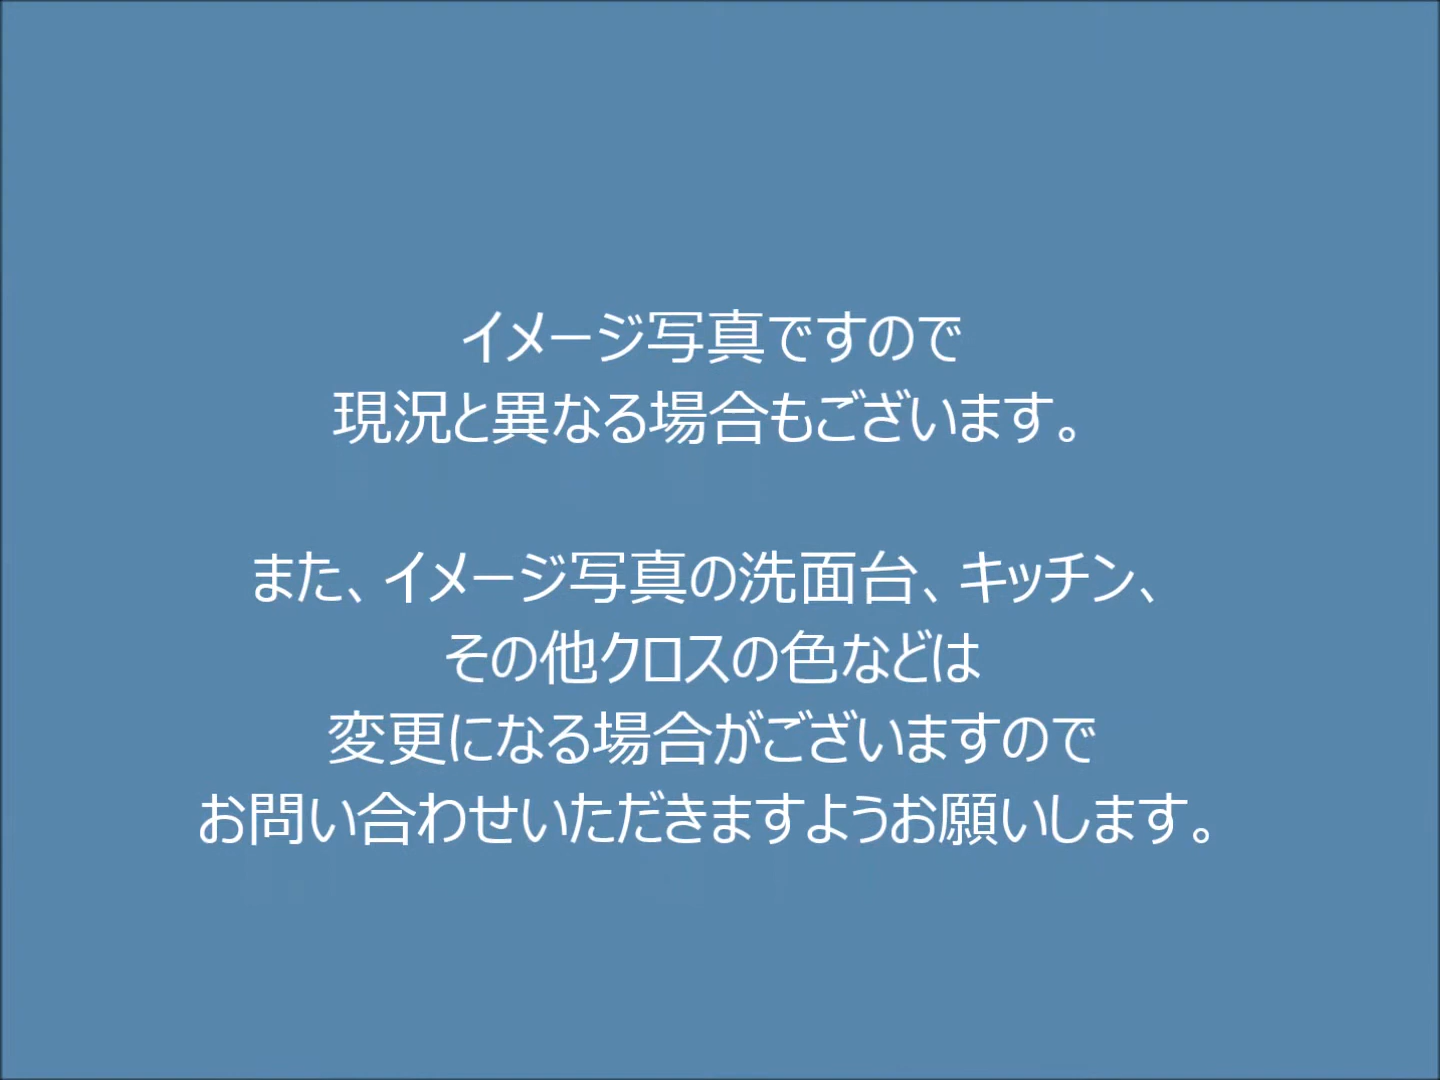 イメージ写真ですので
現況と異なる場合もございます。
また、イメージ写真の洗面台、キッチン、
その他クロスの色などは
変更になる場合がございますので
お問い合わせいただきますようお願いします。